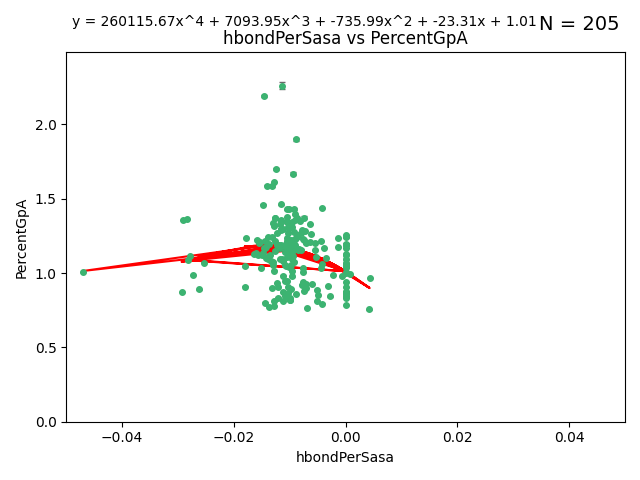 y = 260115.67x^4 + 7093.95x^3 + -735.99x^2 + -23.31x + 1.01
N = 205
hbondPerSasa vs PercentGpA
PercentGpA
2.0
1.5
1.0
0.5
0.0
−0.04
−0.02
0.00
0.02
0.04
hbondPerSasa